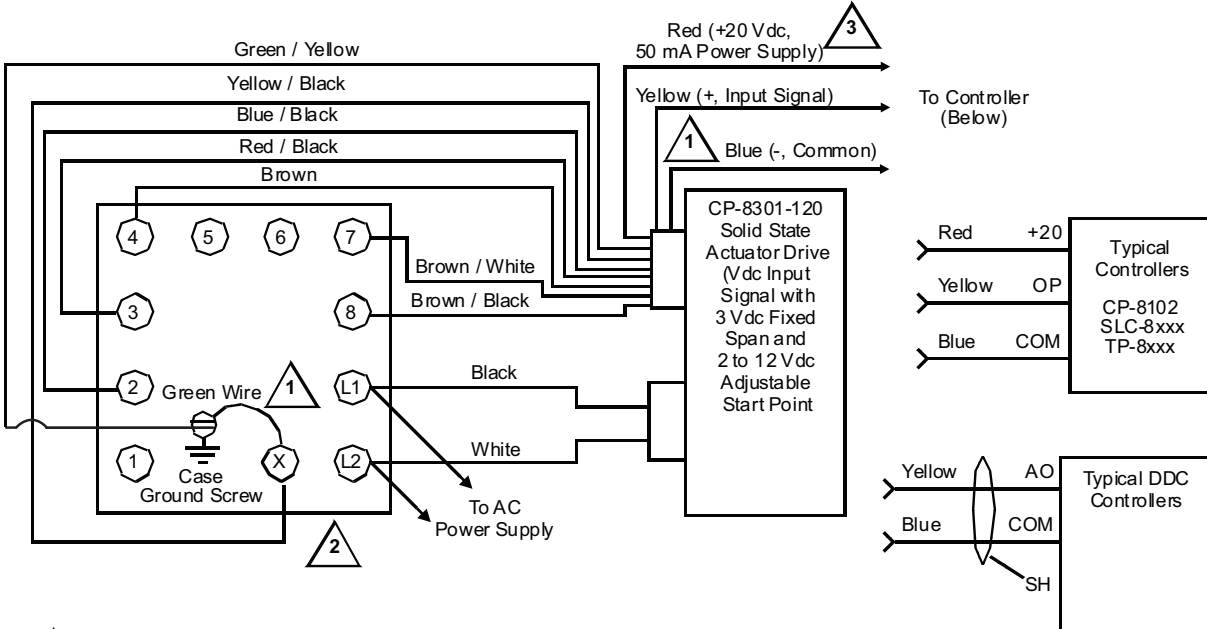 Green / Yellow
Yellow / Black
Blue / Black
Red / Black
Brown
Red (+20 Vdc,
50 mA Power Supply)
3
Yellow (+, Input Signal)
1
Blue (-, Common)
To Controller
(Below)
4
5
6
7
3
8
2
Green Wire
1
L1
1
X
L2
Case
Ground Screw
2
Brown / White
Brown / Black
Black
White
To AC
Power Supply
CP-8301-120
Solid State
Actuator Drive
(Vdc Input
Signal with
3 Vdc Fixed
Span and
2 to 12 Vdc
Adjustable
Start Point
Red +20
Yellow OP
Blue COM
Typical
Controllers
CP-8102
SLC-8xxx
TP-8xxx
Yellow AO
Blue COM
SH
Typical DDC
Controllers